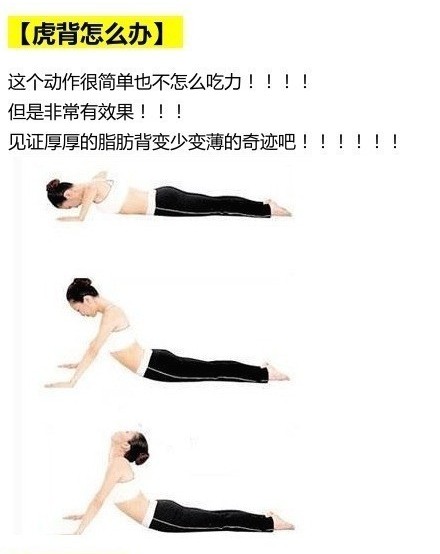 【虎背怎么办】
这个动作很简单也不怎么吃力！！！！
但是非常有效果！！！
见证厚厚的脂肪背变少变薄的奇迹吧！！！！！！